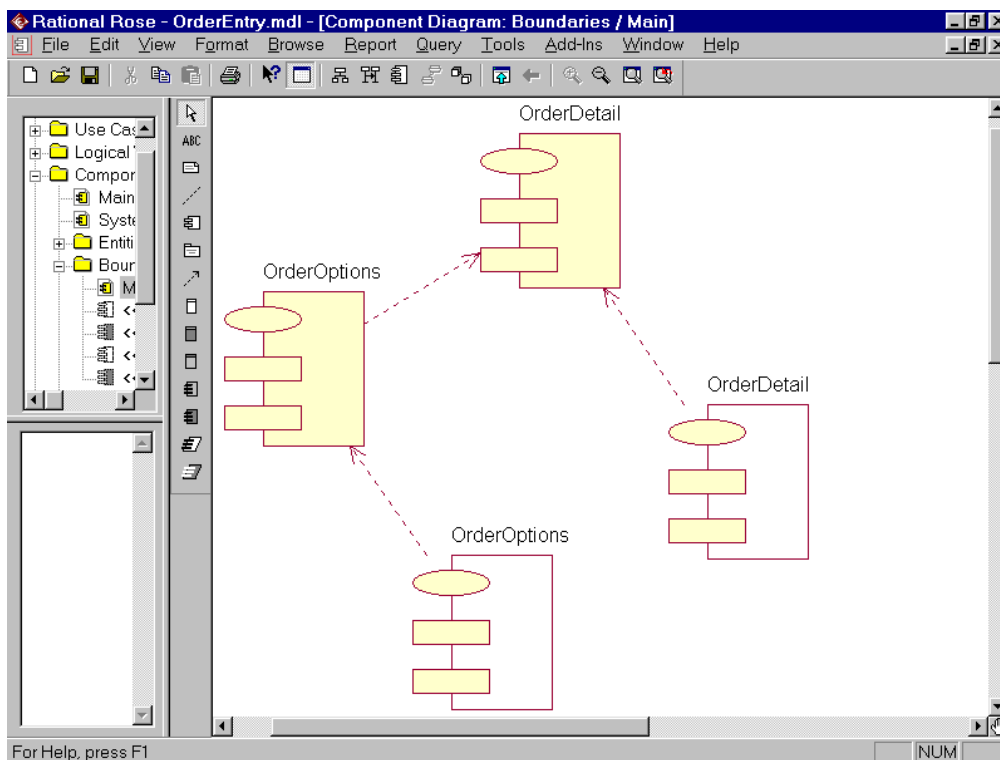 Rational Rose - OrderEntry.mdl - [Component Diagram: Boundaries / Main]
File Edit View Format Browse Report Query Tools Add-Ins Window Help
ABC
Use Cas
Logical
Compor
Main
Syste
Entiti
Bour
M
<
<
<
<
OrderDetail
OrderOptions
OrderDetail
OrderOptions
For Help, press F1
NUM